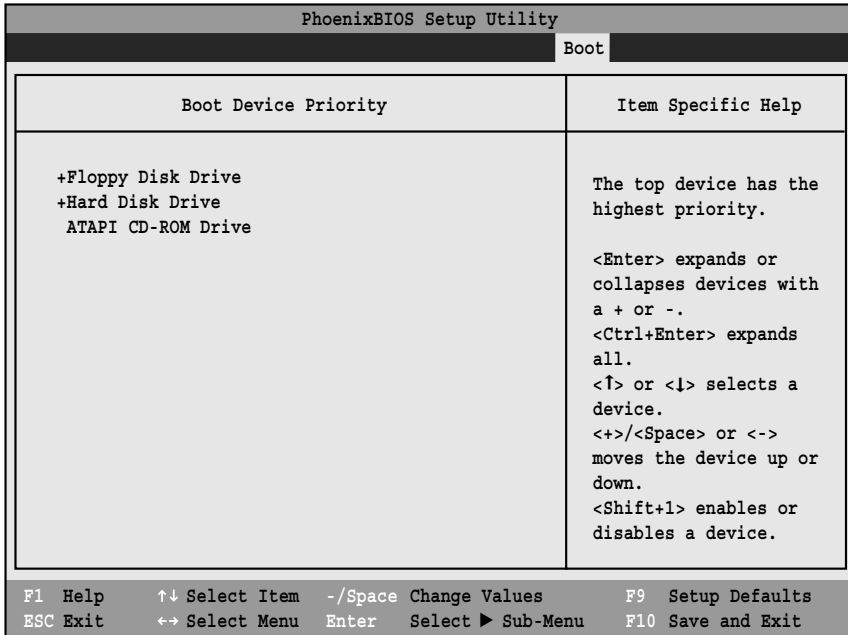 PhoenixBIOS Setup Utility
Boot
Boot Device Priority
Item Specific Help
+Floppy Disk Drive
+Hard Disk Drive
ATAPI CD-ROM Drive
The top device has the
highest priority.
<Enter> expands or
collapses devices with
a + or -.
<Ctrl+Enter> expands
all.
<↑> or <↓> selects a
device.
<+>/<Space> or <->
moves the device up or
down.
<Shift+1> enables or
disables a device.
F1 Help ↑↓ Select Item -/Space Change Values F9 Setup Defaults
ESC Exit ←→ Select Menu Enter Select ▶ Sub-Menu F10 Save and Exit